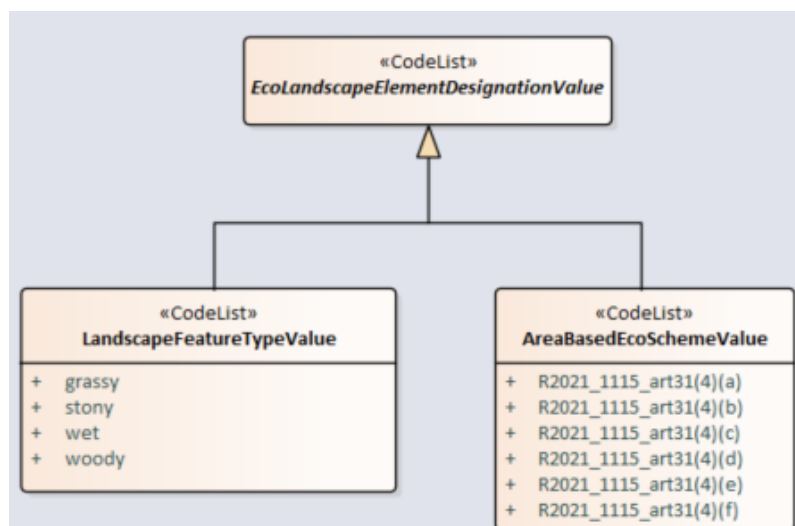 «CodeList»
EcoLandscapeElementDesignationValue
«CodeList»
LandscapeFeatureTypeValue
+ grassy
+ stony
+ wet
+ woody
«CodeList»
AreaBasedEcoSchemeValue
+ R2021_1115_art31(4)(a)
+ R2021_1115_art31(4)(b)
+ R2021_1115_art31(4)(c)
+ R2021_1115_art31(4)(d)
+ R2021_1115_art31(4)(e)
+ R2021_1115_art31(4)(f)